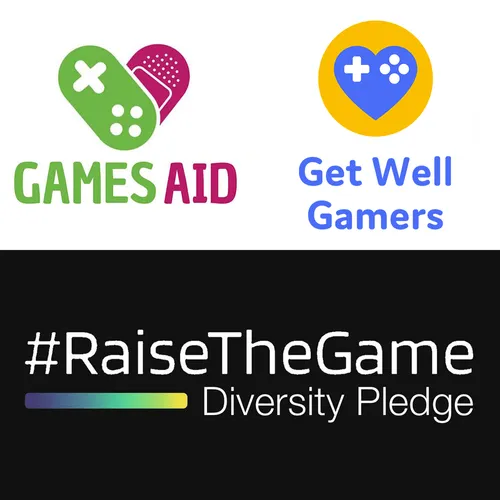 GAMES AID
Get Well
Gamers
#RaiseTheGame
Diversity Pledge